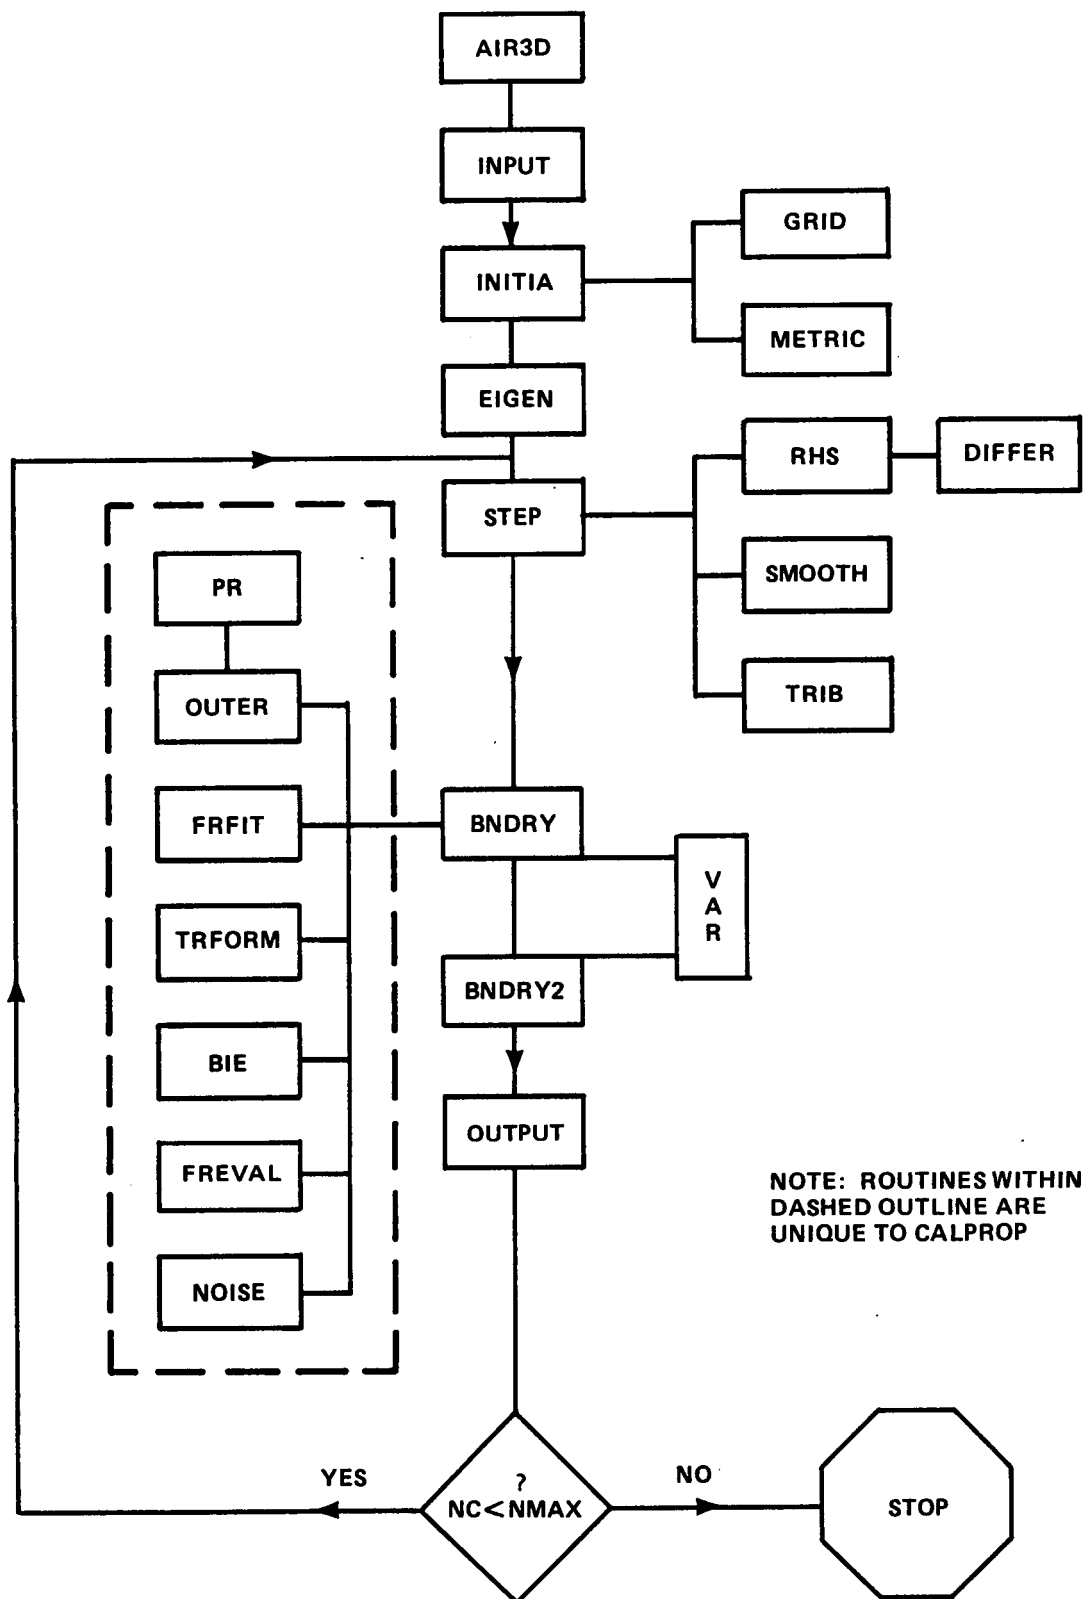 AIR3D
INPUT
GRID
INITIA
METRIC
EIGEN
RHS
DIFFER
STEP
SMOOTH
PR
TRIB
OUTER
FRFIT
BNDRY
V
A
R
TRFORM
BNDRY2
BIE
OUTPUT
FREVAL
NOTE: ROUTINES WITHIN
DASHED OUTLINE ARE
UNIQUE TO CALPROP
NOISE
YES
?
NC<NMAX
NO
STOP